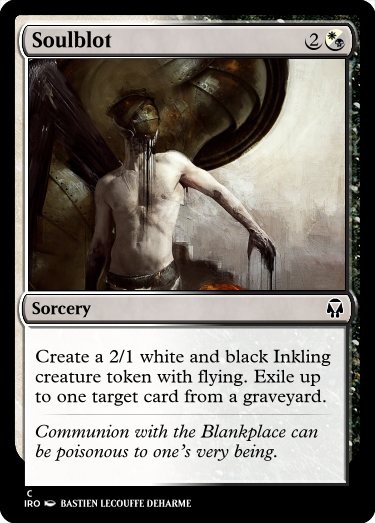 Soulblot 2
Sorcery
Create a 2/1 white and black Inkling
creature token with flying. Exile up
to one target card from a graveyard.
Communion with the Blankplace can
be poisonous to one's very being.
C
IRO BASTIEN LECOUFFE DEHARME